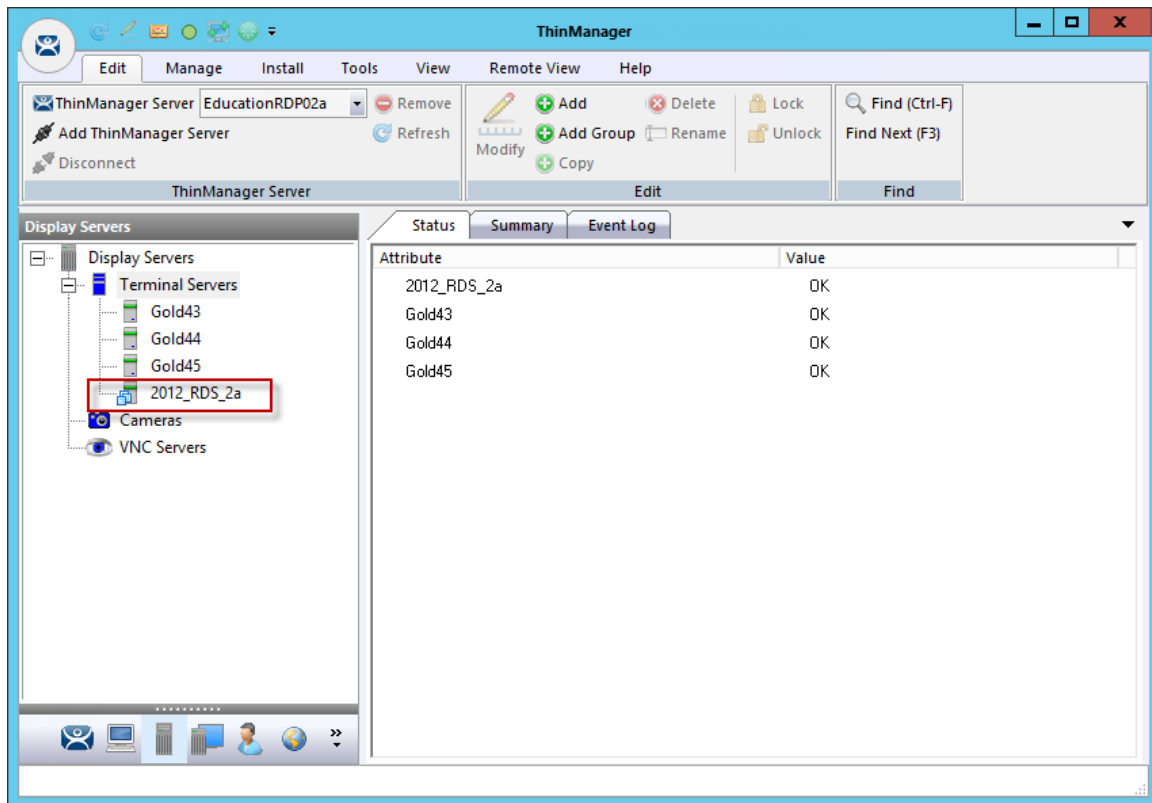 ThinManager
Edit Manage Install Tools View Remote View Help
ThinManager Server EducationRDP02a Remove Add Delete Lock Find (Ctrl-F)
Add ThinManager Server Refresh Modify Add Group Rename Unlock Find Next (F3)
Disconnect Copy
ThinManager Server Edit Find
Display Servers Status Summary Event Log
Display Servers
Terminal Servers
Gold43
Gold44
Gold45
2012_RDS_2a
Cameras
VNC Servers
Attribute Value
2012_RDS_2a OK
Gold43 OK
Gold44 OK
Gold45 OK